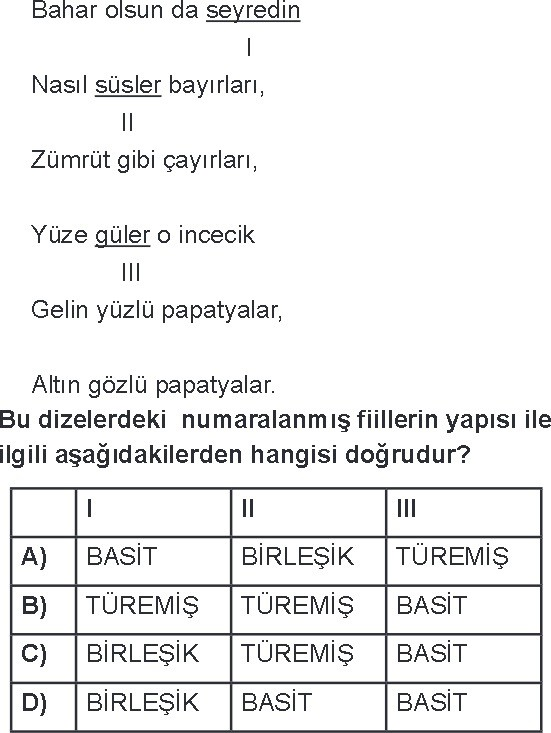 Bahar olsun da seyredin
I
Nasıl süsler bayırları,
II
Zümrüt gibi çayırları,
Yüze güler o incecik
III
Gelin yüzlü papatyalar,
Altın gözlü papatyalar.
Bu dizelerdeki numaralanmış fiillerin yapısı ile
ilgili aşağıdakilerden hangisi doğrudur?
I II III
A) BASİT BİRLEŞİK TÜREMİŞ
B) TÜREMİŞ TÜREMİŞ BASİT
C) BİRLEŞİK TÜREMİŞ BASİT
D) BİRLEŞİK BASİT BASİT